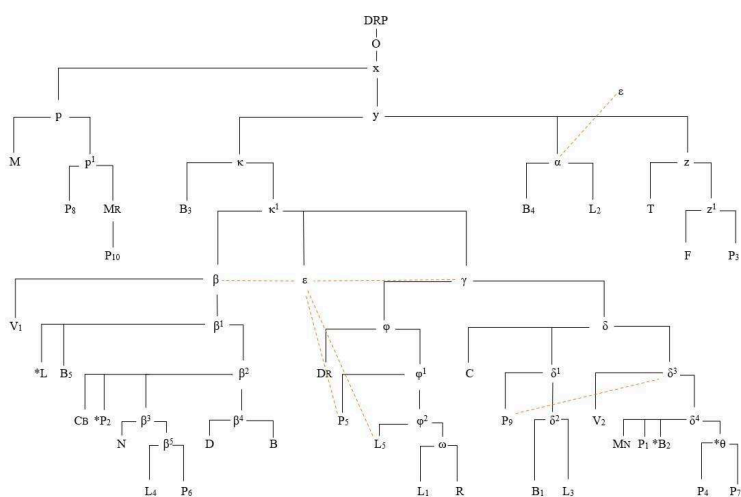 DRP
O
x
ε
p y
M p¹ κ α z
P8 MR B3 κ¹ B4 L2 T z¹
P10 F P3
β ε γ
V1 β¹ φ δ
*L B5 β² DR φ¹ C δ¹ δ³
CB *P2 β³ β⁴ P5 φ² P9 δ² V2 δ⁴
N β⁵ D B L5 ω MN P1 *B2 *θ
L4 P6 L1 R B1 L3 P4 P7